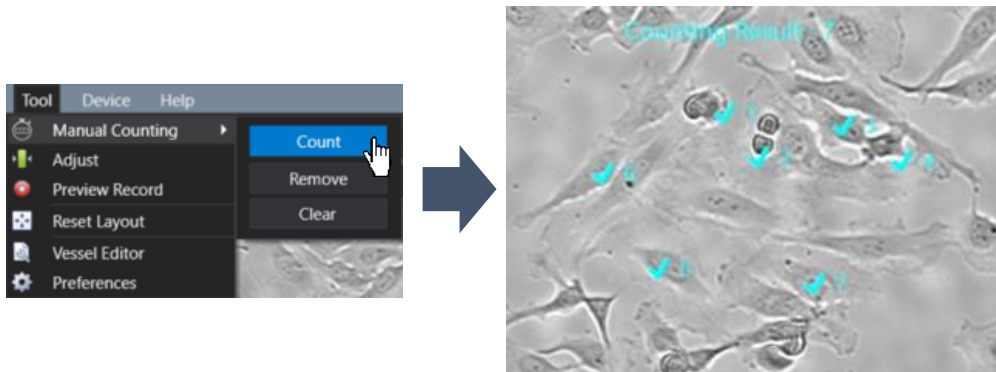 Tool Device Help
Manual Counting
Adjust
Preview Record
Reset Layout
Vessel Editor
Preferences
Count
Remove
Clear
Counting Result : 7